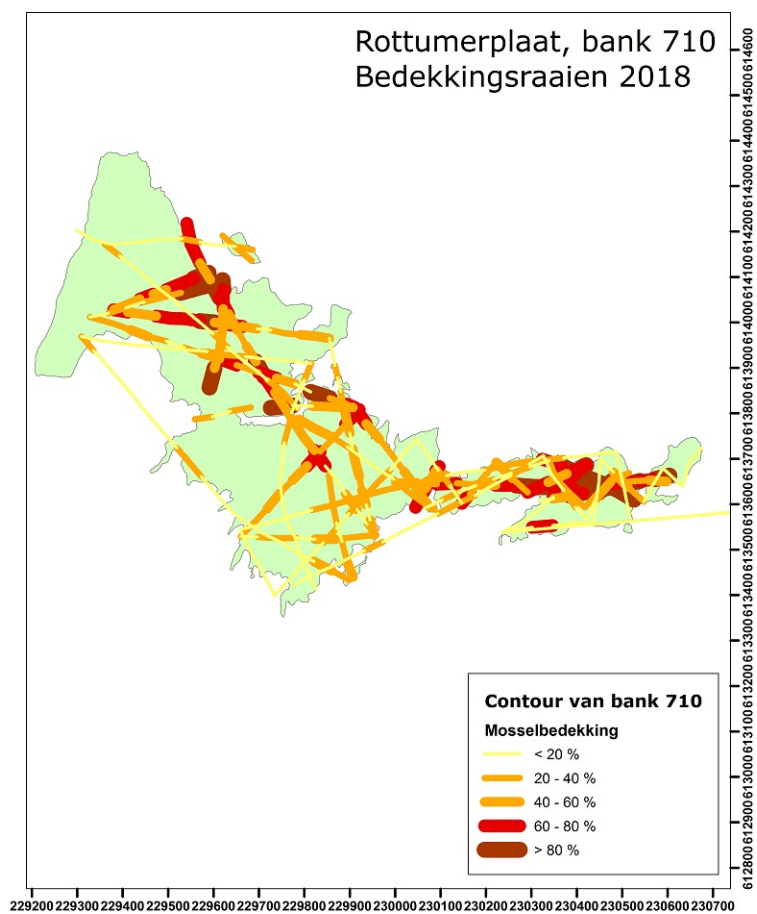 Rottumerplaat, bank 710
Bedekkingsraaien 2018
614600
614500
614400
614300
614200
614100
614000
613900
613800
613700
613600
613500
613400
613300
613200
613100
613000
612900
612800
Contour van bank 710
Mosselbedekking
< 20 %
20 - 40 %
40 - 60 %
60 - 80 %
> 80 %
229200 229300 229400 229500 229600 229700 229800 229900 230000 230100 230200 230300 230400 230500 230600 230700